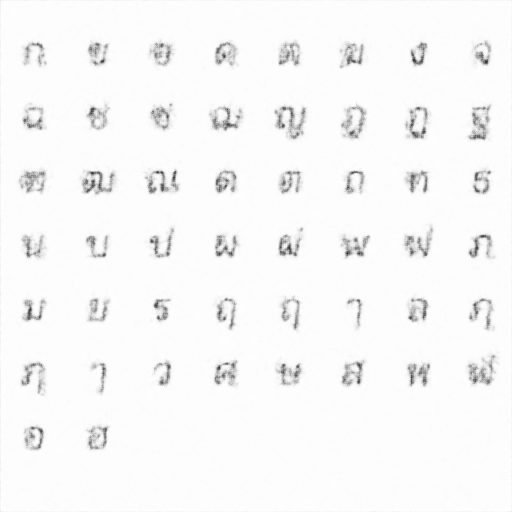 ก ข ฃ ค ฅ ฆ ง จ
ฉ ช ซ ฌ ญ ฎ ฏ ฐ
ฑ ฒ ณ ด ต ถ ท ธ
น บ ป ผ ฝ พ ฟ ภ
ม ย ร ฤ ฤ ๅ ล ฦ
ฦ ๅ ว ศ ษ ส ห ฬ
อ ฮ